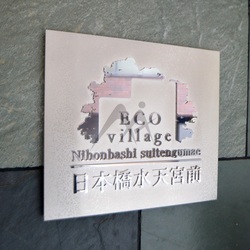 ECO
village
Nihonbashi suitengumae
日本橋水天宮前